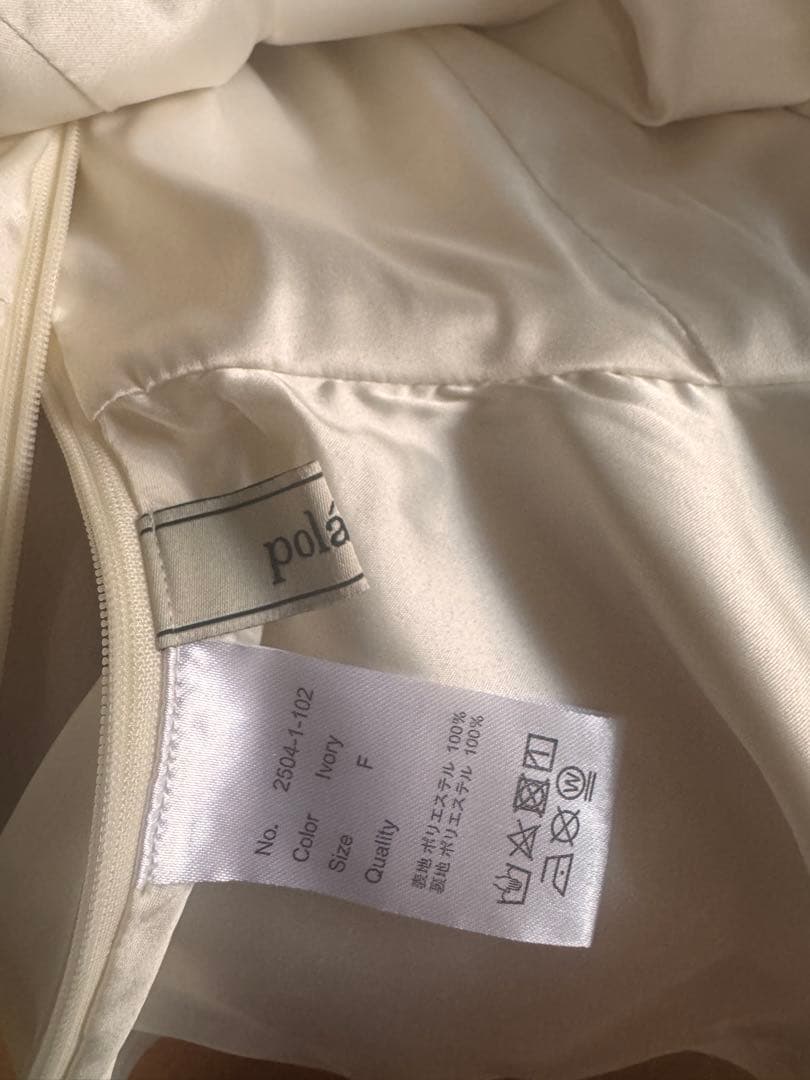 polá
No. 2504-1-102
Color Ivory
Size F
Quality
表地 ポリエステル 100%
裏地 ポリエステル 100%
W